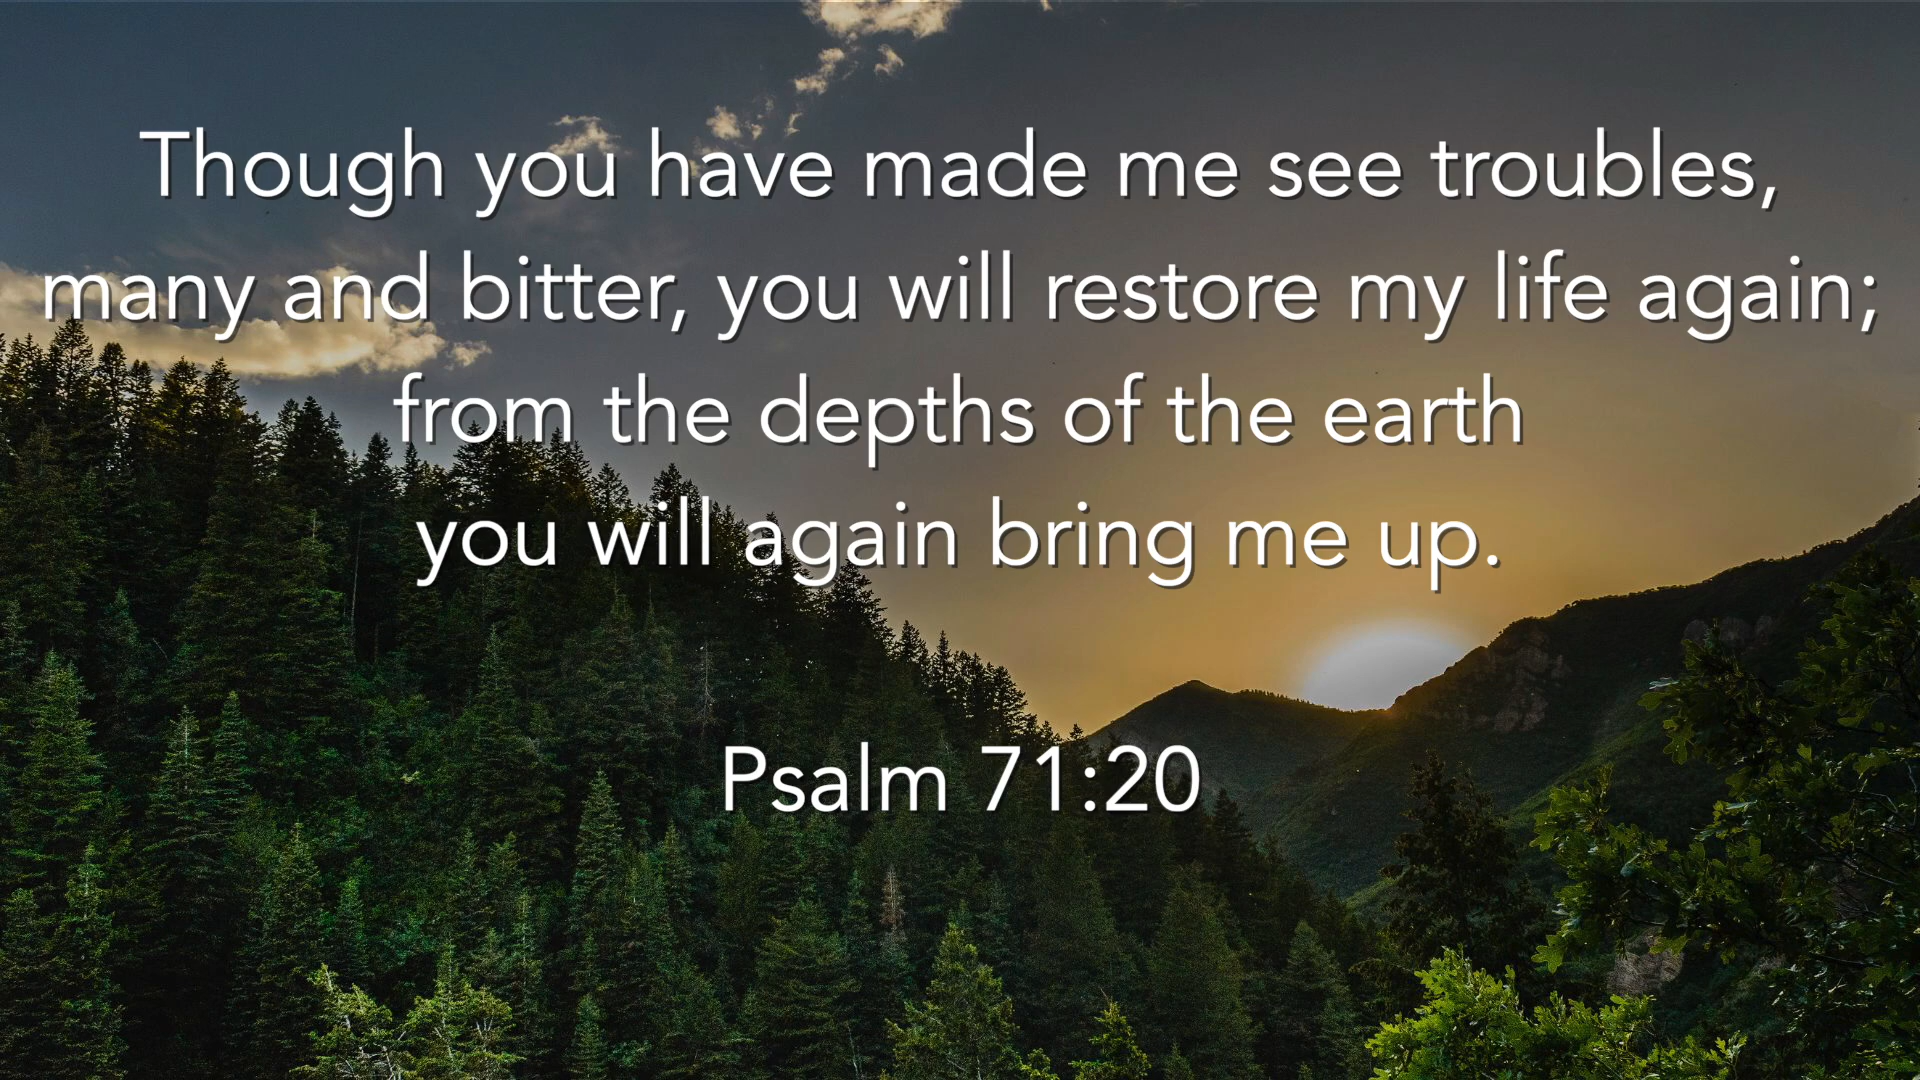 Though you have made me see troubles,
many and bitter, you will restore my life again;
from the depths of the earth
you will again bring me up.
Psalm 71:20